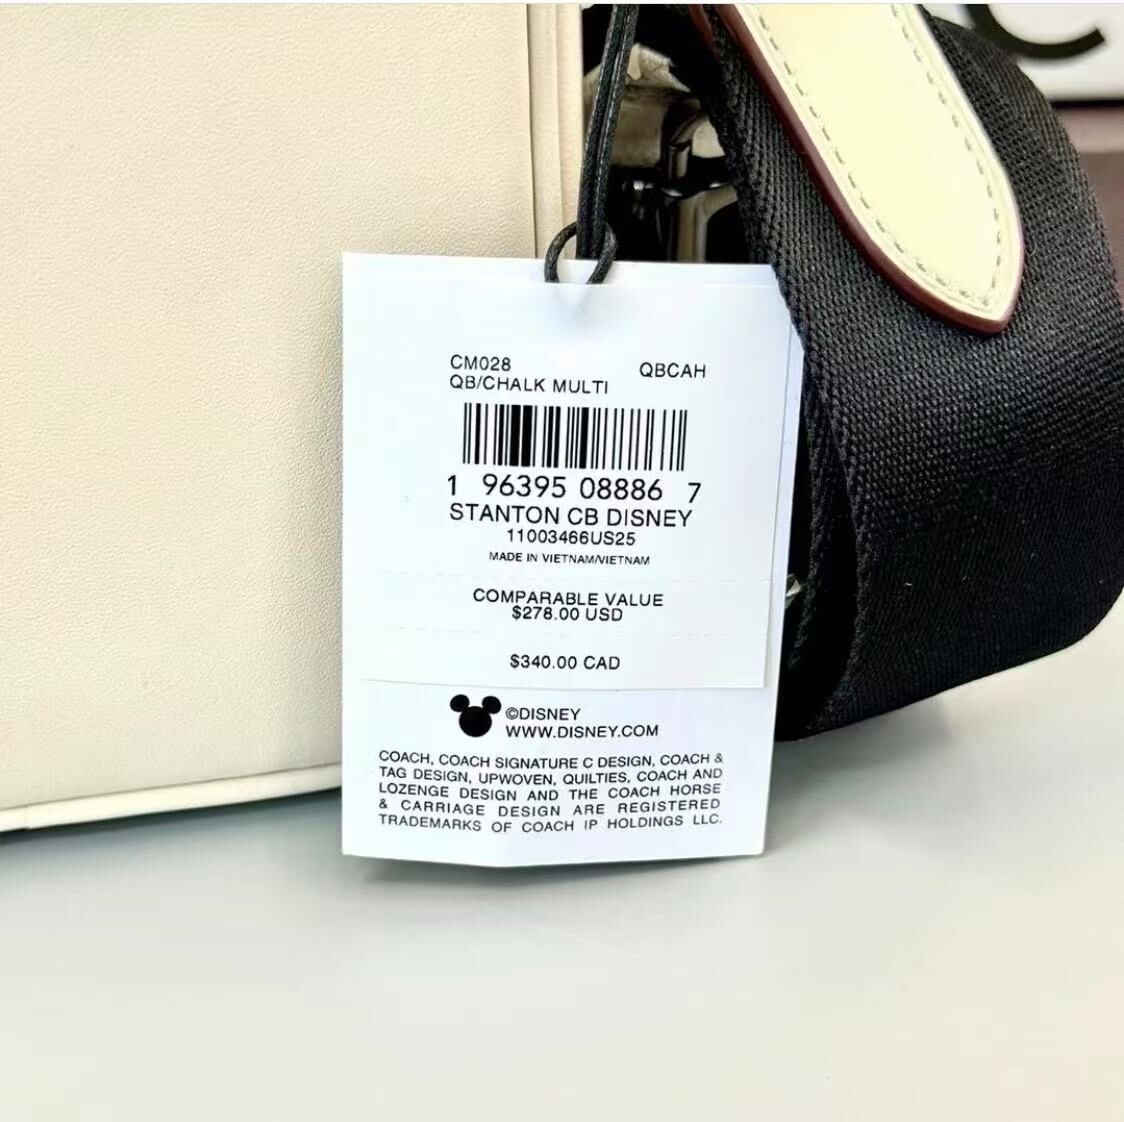 C
CM028 QBCAH
QB/CHALK MULTI
1 96395 08886 7
STANTON CB DISNEY
11003466US25
MADE IN VIETNAM/VIETNAM
COMPARABLE VALUE
$278.00 USD
$340.00 CAD
©DISNEY
WWW.DISNEY.COM
COACH, COACH SIGNATURE C DESIGN, COACH &
TAG DESIGN, UPWOVEN, QUILTIES, COACH AND
LOZENGE DESIGN AND THE COACH HORSE
& CARRIAGE DESIGN ARE REGISTERED
TRADEMARKS OF COACH IP HOLDINGS LLC.